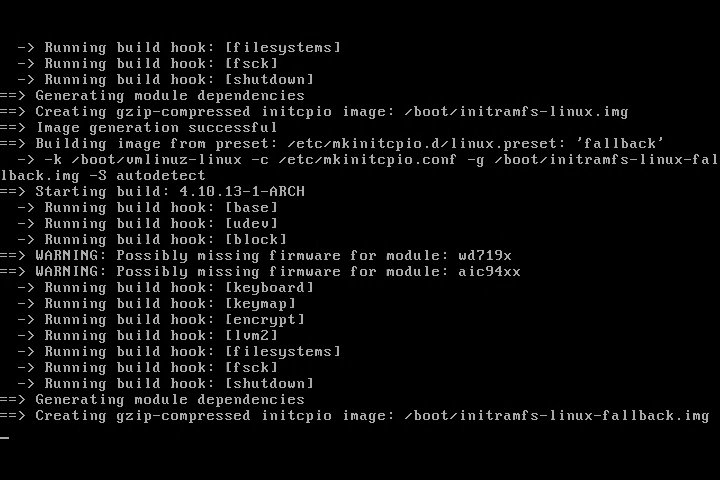 -> Running build hook: [filesystems]
-> Running build hook: [fsck]
-> Running build hook: [shutdown]
==> Generating module dependencies
==> Creating gzip-compressed initcpio image: /boot/initramfs-linux.img
==> Image generation successful
==> Building image from preset: /etc/mkinitcpio.d/linux.preset: 'fallback'
-> -k /boot/vmlinuz-linux -c /etc/mkinitcpio.conf -g /boot/initramfs-linux-fal
lback.img -S autodetect
==> Starting build: 4.10.13-1-ARCH
-> Running build hook: [base]
-> Running build hook: [udev]
-> Running build hook: [block]
==> WARNING: Possibly missing firmware for module: wd719x
==> WARNING: Possibly missing firmware for module: aic94xx
-> Running build hook: [keyboard]
-> Running build hook: [keymap]
-> Running build hook: [encrypt]
-> Running build hook: [lvm2]
-> Running build hook: [filesystems]
-> Running build hook: [fsck]
-> Running build hook: [shutdown]
==> Generating module dependencies
==> Creating gzip-compressed initcpio image: /boot/initramfs-linux-fallback.img